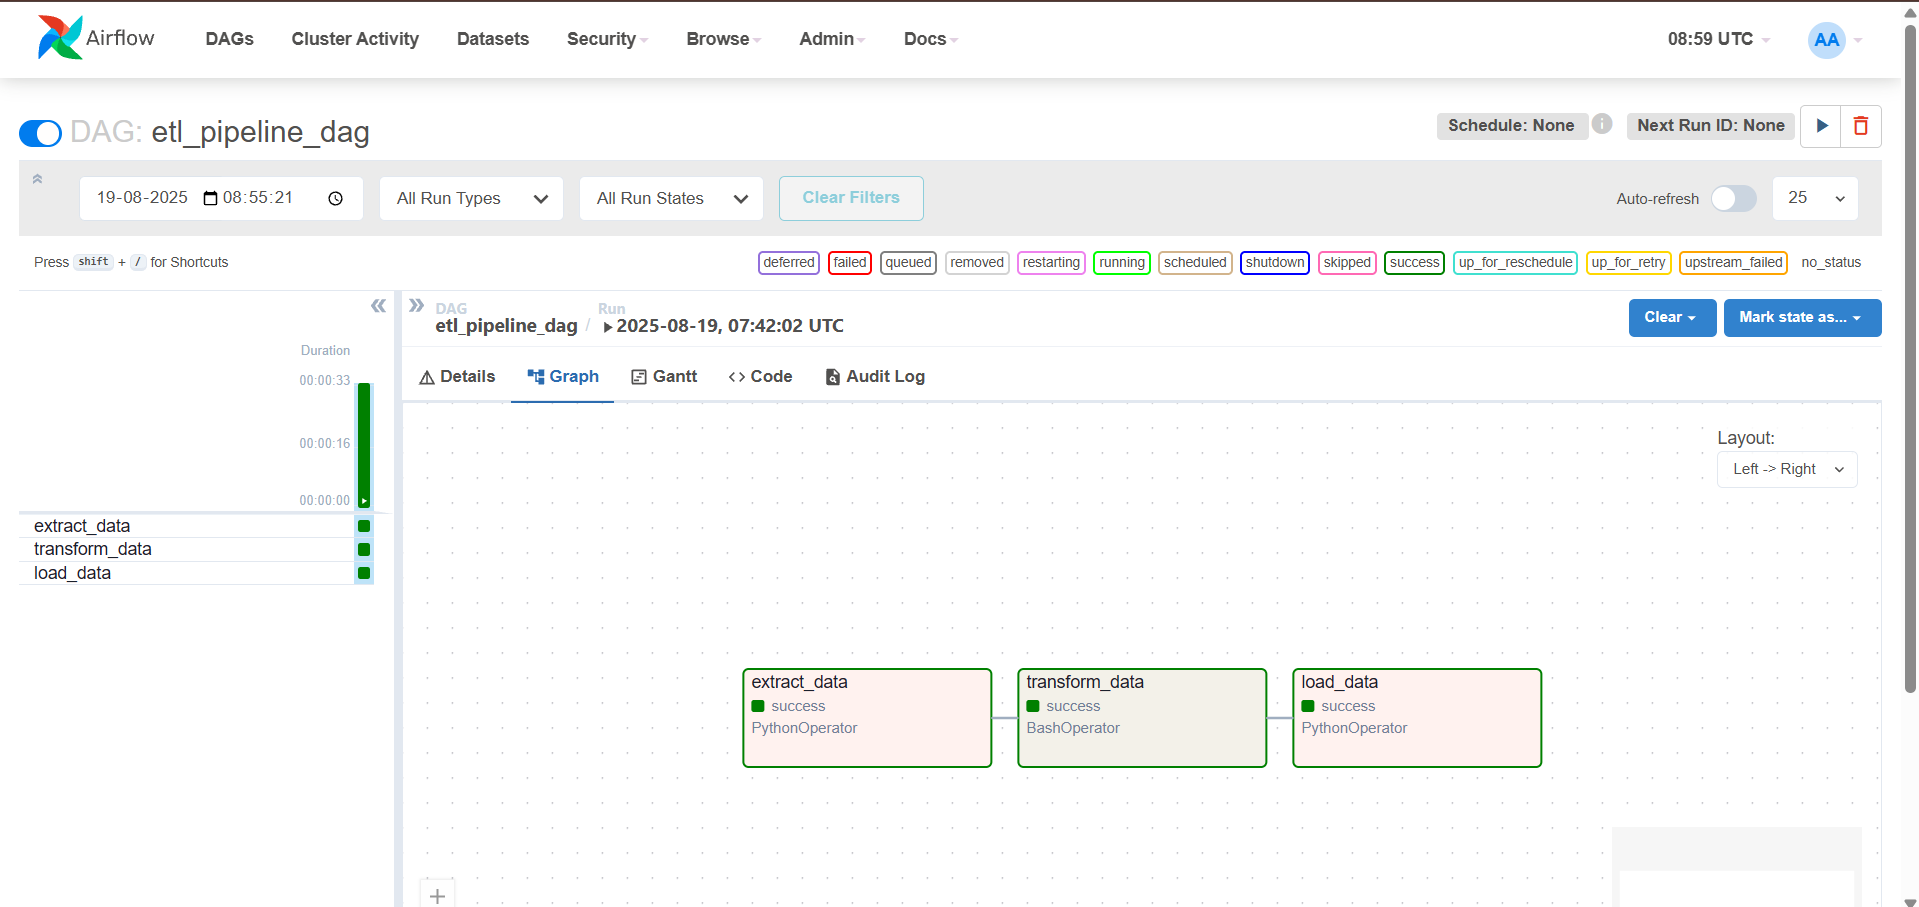 Airflow DAGs Cluster Activity Datasets Security Browse Admin Docs 08:59 UTC AA
DAG: etl_pipeline_dag Schedule: None Next Run ID: None
19-08-2025 08:55:21 All Run Types All Run States Clear Filters Auto-refresh 25
Press shift + / for Shortcuts deferred failed queued removed restarting running scheduled shutdown skipped success up_for_reschedule up_for_retry upstream_failed no_status
DAG Run
etl_pipeline_dag / 2025-08-19, 07:42:02 UTC Clear Mark state as...
Duration
00:00:33
00:00:16
00:00:00
extract_data
transform_data
load_data
Details Graph Gantt Code Audit Log
Layout:
Left -> Right
extract_data
success
PythonOperator
transform_data
success
BashOperator
load_data
success
PythonOperator